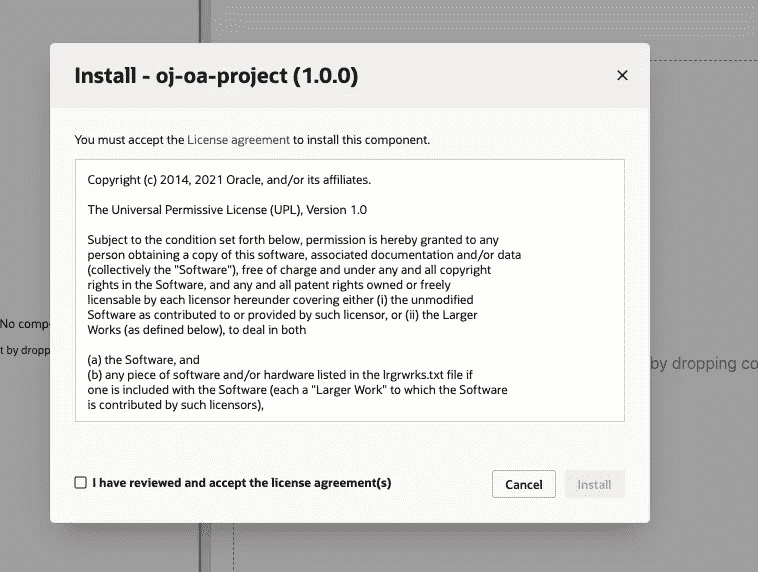 Install - oj-oa-project (1.0.0)
You must accept the License agreement to install this component.
Copyright (c) 2014, 2021 Oracle, and/or its affiliates.
The Universal Permissive License (UPL), Version 1.0
Subject to the condition set forth below, permission is hereby granted to any
person obtaining a copy of this software, associated documentation and/or data
(collectively the "Software"), free of charge and under any and all copyright
rights in the Software, and any and all patent rights owned or freely
licensable by each licensor hereunder covering either (i) the unmodified
Software as contributed to or provided by such licensor, or (ii) the Larger
Works (as defined below), to deal in both
(a) the Software, and
(b) any piece of software and/or hardware listed in the lrgrwrks.txt file if
one is included with the Software (each a "Larger Work" to which the Software
is contributed by such licensors),
No comp
t by dropp
by dropping co
I have reviewed and accept the license agreement(s)
Cancel
Install